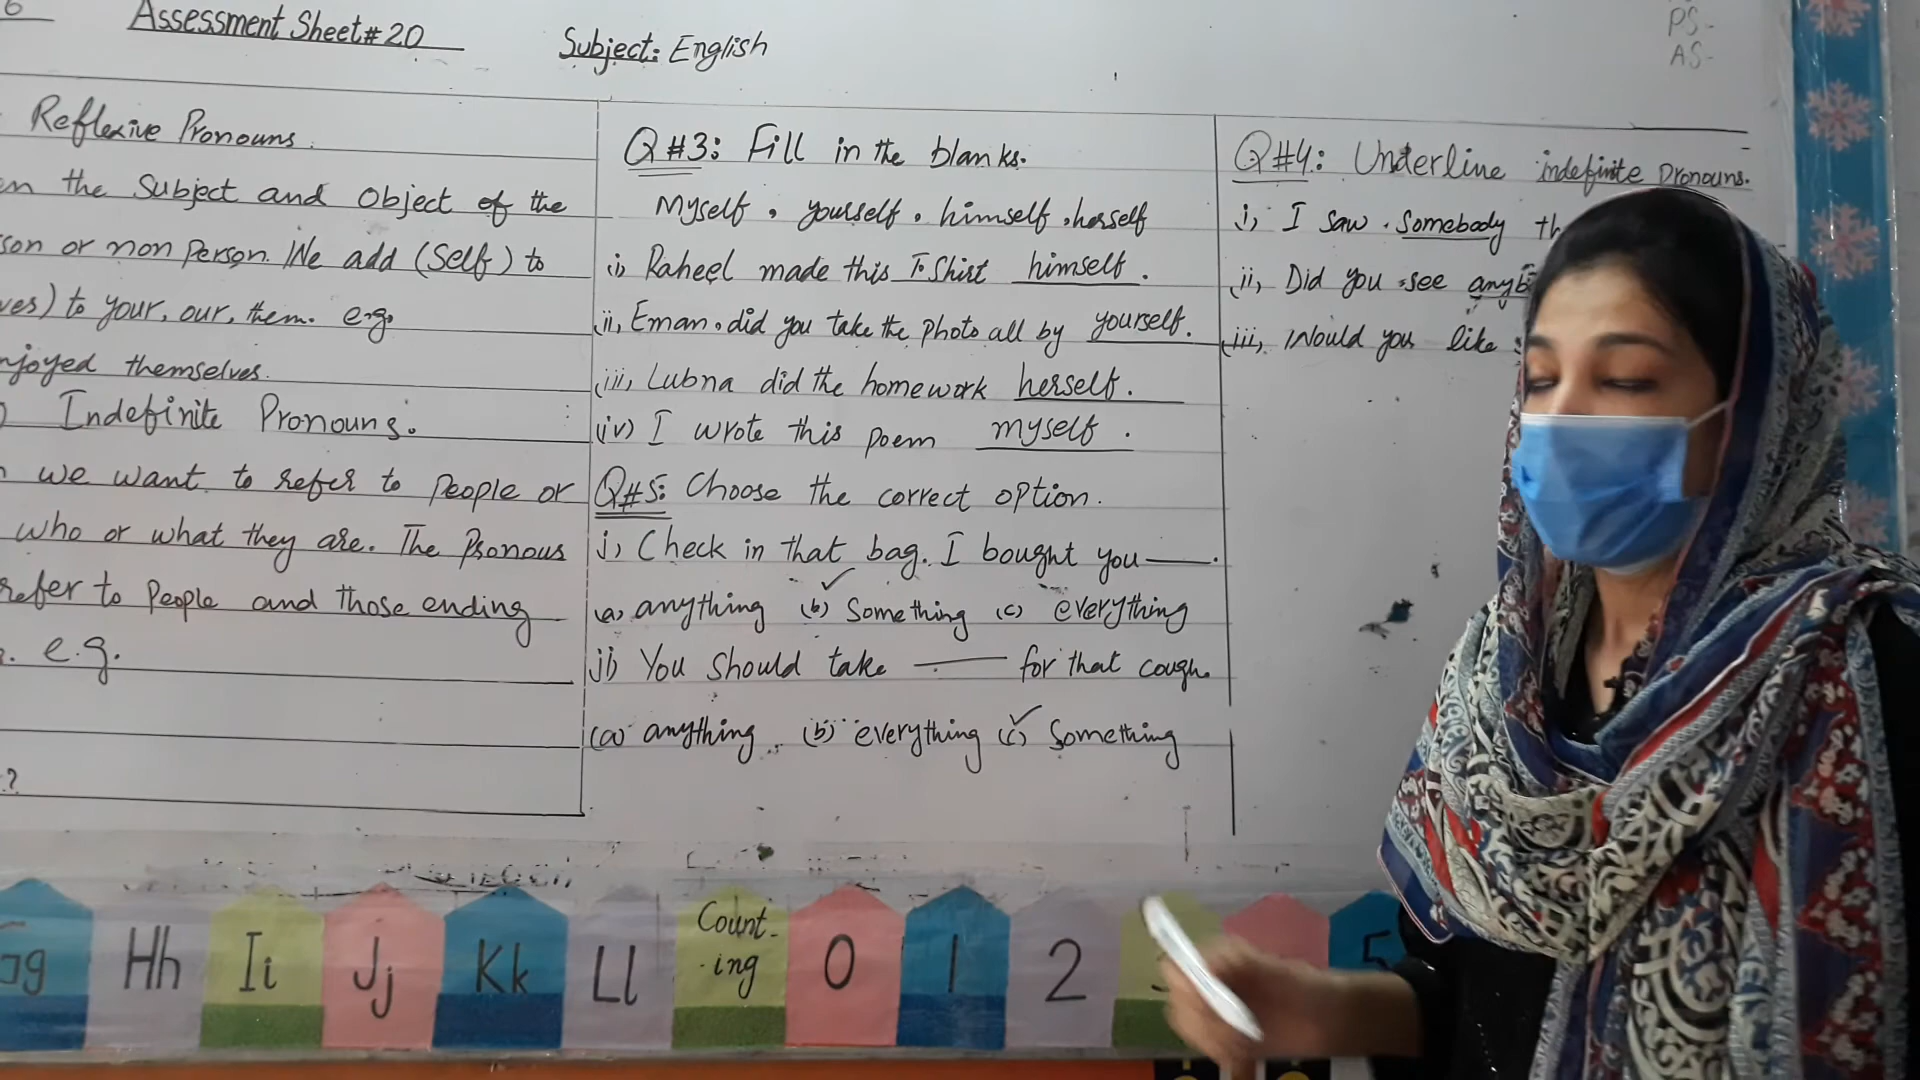 6
Assessment Sheet# 20
Subject: English
PS-
AS-
Reflexive Pronouns.
the Subject and Object of the
son or non Person. We add (Self) to
ves) to your, our, them. e.g.
njoyed themselves.
Indefinite Pronouns.
we want to refer to People or
who or what they are. The Pronous
refer to People and those ending
e.g.
?
Q#3: Fill in the blanks.
Myself, yourself, himself, herself
i) Raheel made this T-Shirt himself.
ii, Eman, did you take the Photo all by yourself.
iii, Lubna did the homework herself.
iv) I wrote this poem myself.
Q#5: Choose the correct option.
i) Check in that bag. I bought you ——.
(a) anything (b) Something (c) everything
ii) You Should take —— for that cough.
(a) anything (b) everything (c) Something
Q#4: Underline indefinite Pronouns.
i, I saw somebody th
ii, Did you see anyb
iii, Would you like
Gg Hh Ii Jj Kk Ll Count-
-ing 0 1 2 5